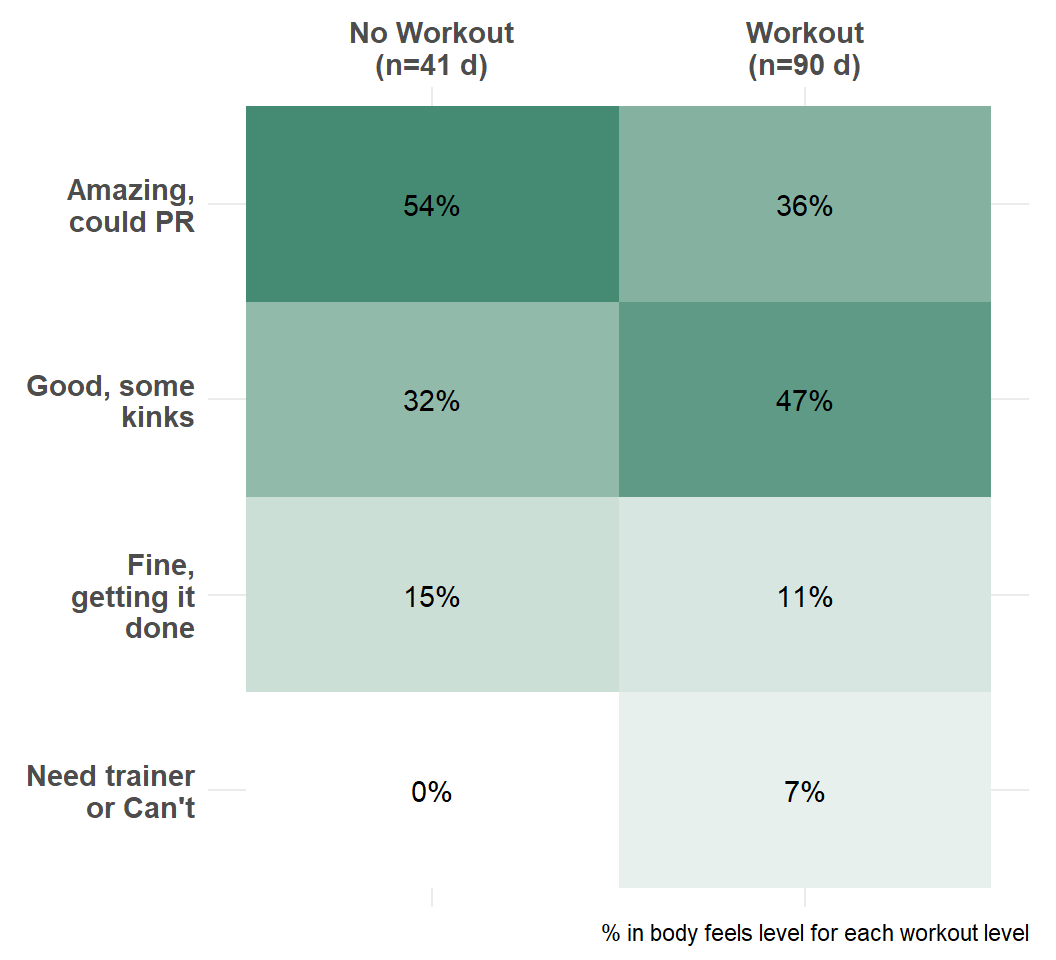 No Workout
(n=41 d)
Workout
(n=90 d)
Amazing,
could PR
54%
36%
Good, some
kinks
32%
47%
Fine,
getting it
done
15%
11%
Need trainer
or Can't
0%
7%
% in body feels level for each workout level